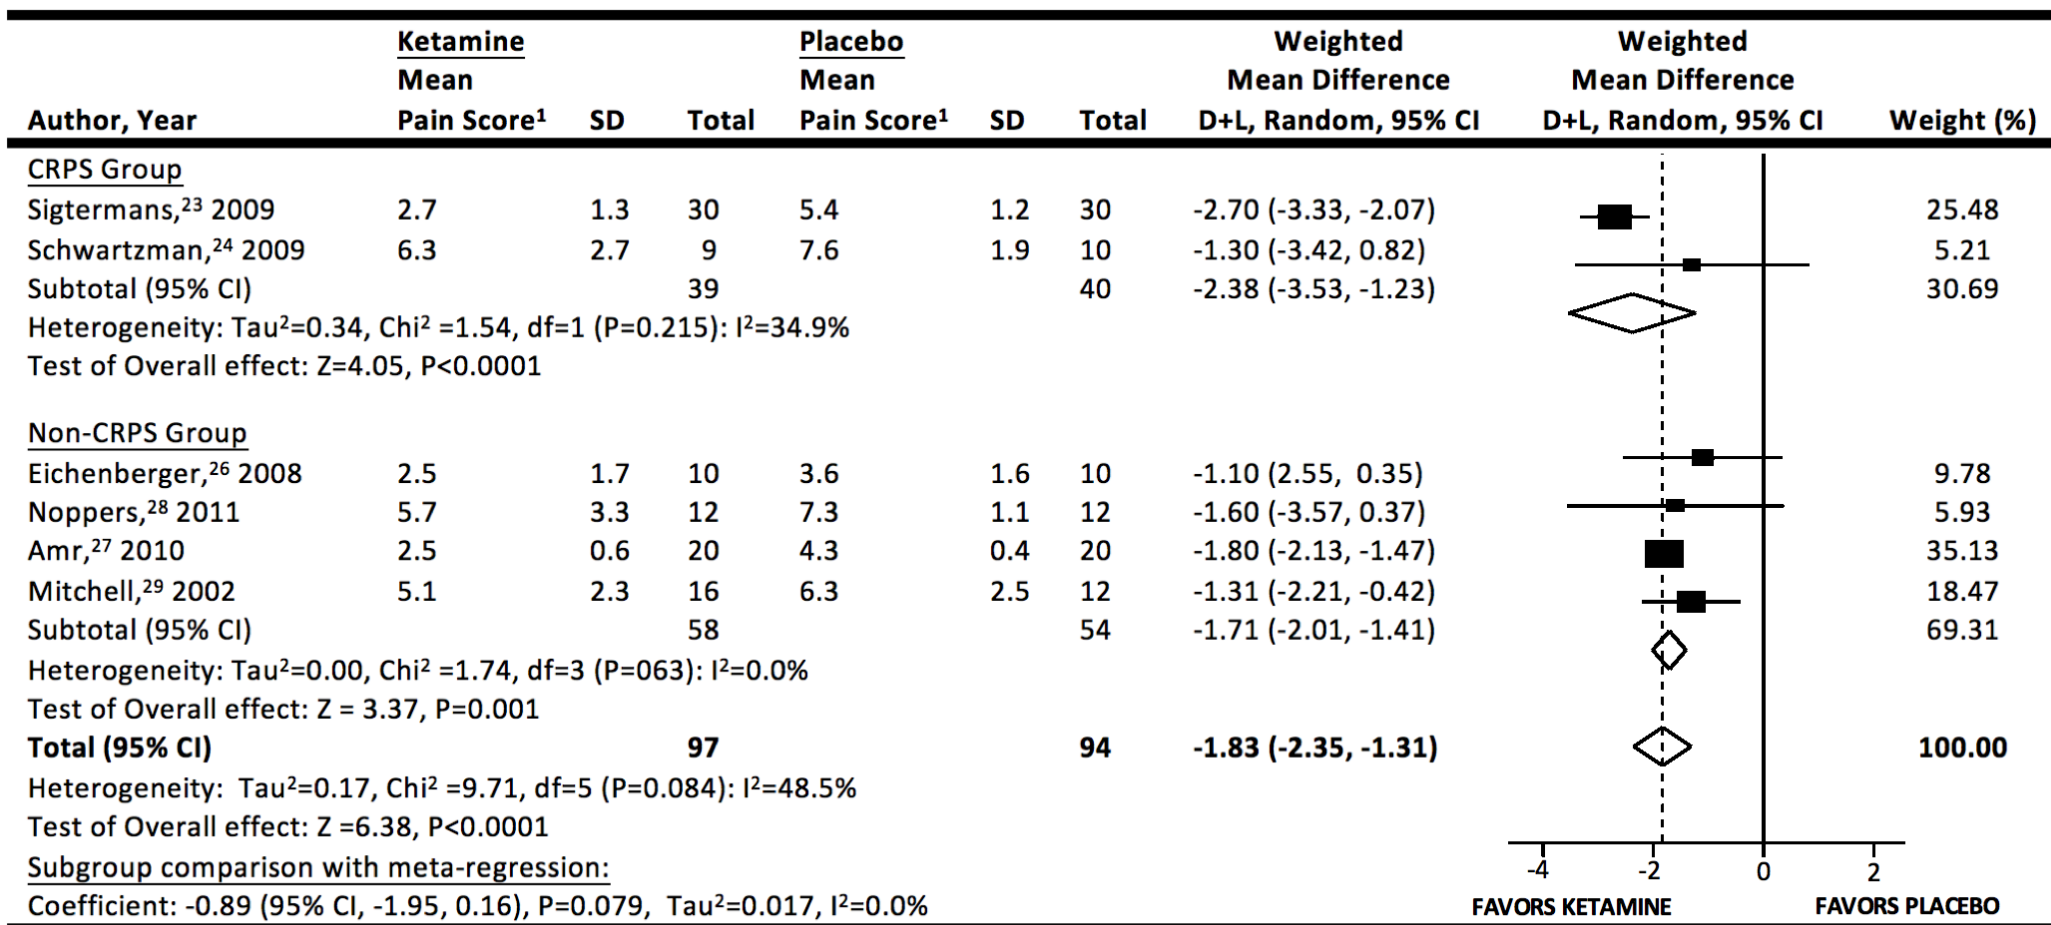 Ketamine Placebo Weighted Weighted
Mean Mean Mean Difference Mean Difference
Author, Year Pain Score¹ SD Total Pain Score¹ SD Total D+L, Random, 95% CI D+L, Random, 95% CI Weight (%)
CRPS Group
Sigtermans,²³ 2009 2.7 1.3 30 5.4 1.2 30 -2.70 (-3.33, -2.07) 25.48
Schwartzman,²⁴ 2009 6.3 2.7 9 7.6 1.9 10 -1.30 (-3.42, 0.82) 5.21
Subtotal (95% CI) 39 40 -2.38 (-3.53, -1.23) 30.69
Heterogeneity: Tau²=0.34, Chi² =1.54, df=1 (P=0.215): I²=34.9%
Test of Overall effect: Z=4.05, P<0.0001
Non-CRPS Group
Eichenberger,²⁶ 2008 2.5 1.7 10 3.6 1.6 10 -1.10 (2.55, 0.35) 9.78
Noppers,²⁸ 2011 5.7 3.3 12 7.3 1.1 12 -1.60 (-3.57, 0.37) 5.93
Amr,²⁷ 2010 2.5 0.6 20 4.3 0.4 20 -1.80 (-2.13, -1.47) 35.13
Mitchell,²⁹ 2002 5.1 2.3 16 6.3 2.5 12 -1.31 (-2.21, -0.42) 18.47
Subtotal (95% CI) 58 54 -1.71 (-2.01, -1.41) 69.31
Heterogeneity: Tau²=0.00, Chi² =1.74, df=3 (P=063): I²=0.0%
Test of Overall effect: Z = 3.37, P=0.001
Total (95% CI) 97 94 -1.83 (-2.35, -1.31) 100.00
Heterogeneity: Tau²=0.17, Chi² =9.71, df=5 (P=0.084): I²=48.5%
Test of Overall effect: Z =6.38, P<0.0001
Subgroup comparison with meta-regression:
-4 -2 0 2
Coefficient: -0.89 (95% CI, -1.95, 0.16), P=0.079, Tau²=0.017, I²=0.0%
FAVORS KETAMINE FAVORS PLACEBO